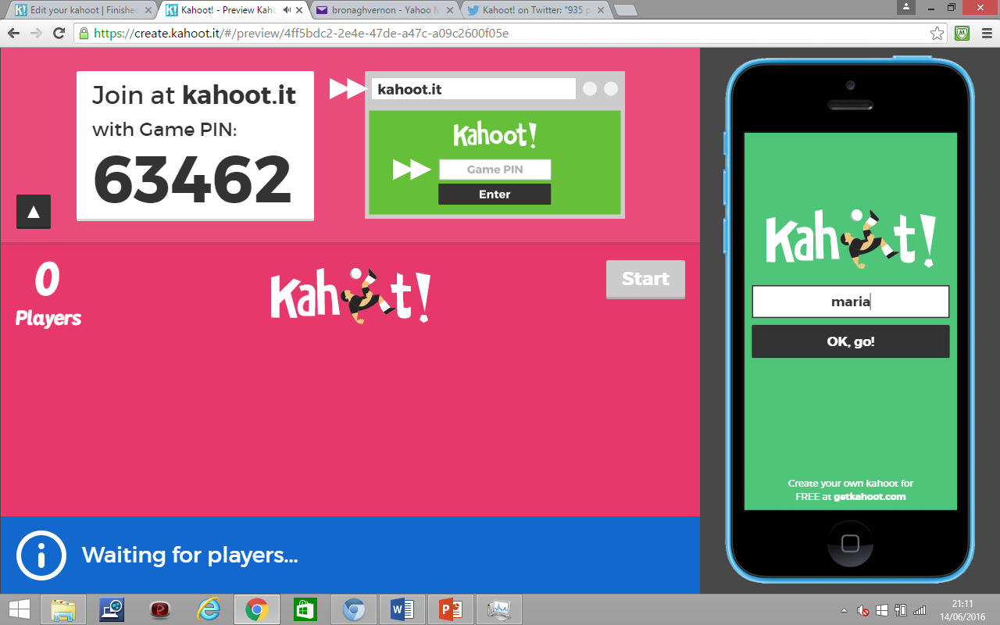 Edit your kahoot | Finished
Kahoot! - Preview Kaho
bronaghvernon - Yahoo M
Kahoot! on Twitter: "935 p
https://create.kahoot.it/#/preview/4ff5bdc2-2e4e-47de-a47c-a09c2600f05e
Join at kahoot.it
with Game PIN:
63462
kahoot.it
Kahoot!
Game PIN
Enter
0
Players
Kahoot!
Start
Waiting for players...
Kahoot!
maria
OK, go!
Create your own kahoot for
FREE at getkahoot.com
21:11
14/06/2016